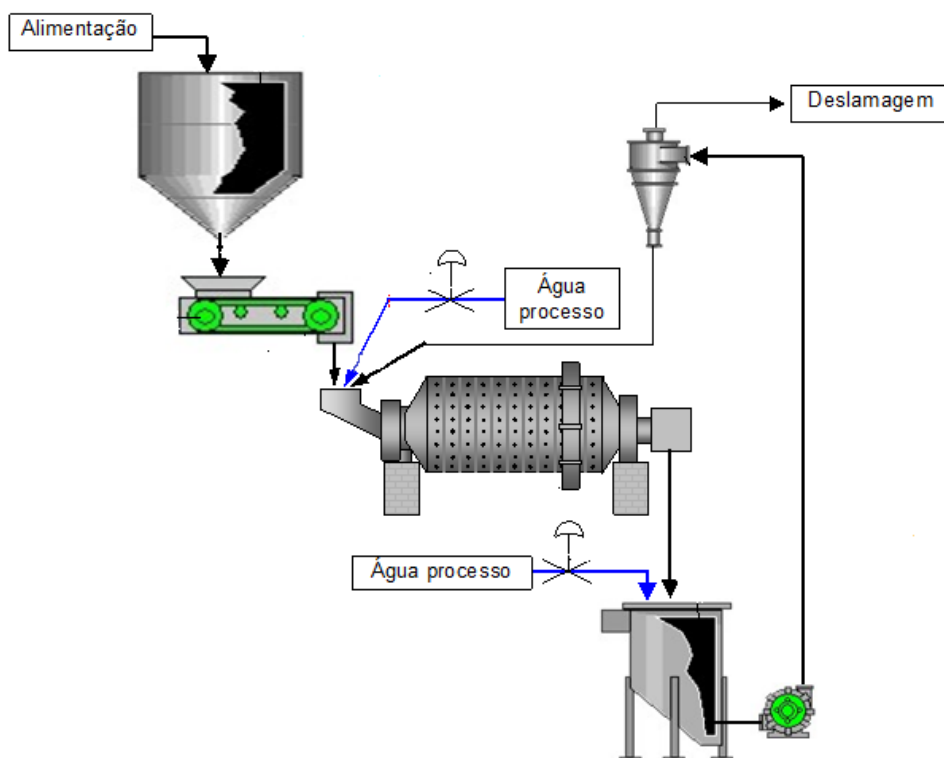 Alimentação
Deslamagem
Água
processo
Água processo